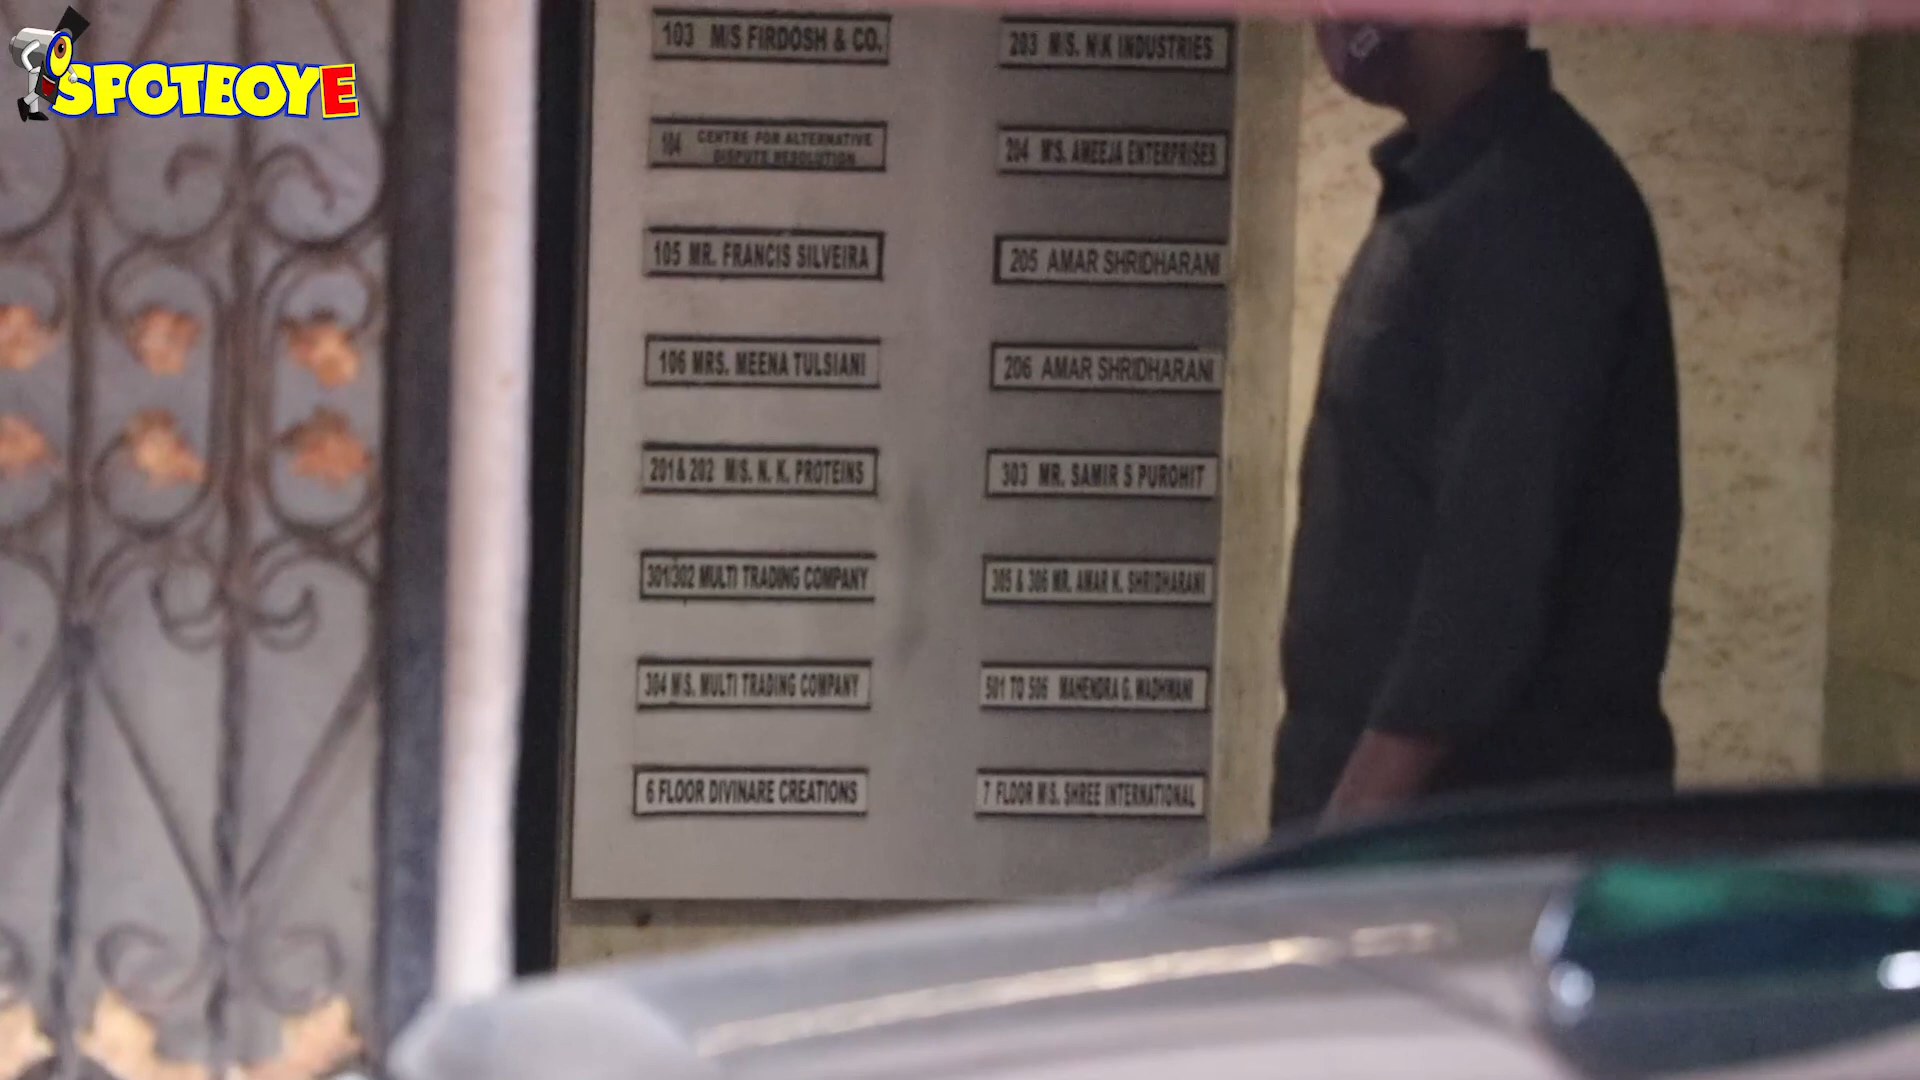 SPOTBOYE
103 M/S FIRDOSH & CO.
104 CENTRE FOR ALTERNATIVE
DISPUTE RESOLUTION
105 MR. FRANCIS SILVEIRA
106 MRS. MEENA TULSIANI
201&202 M/S. N. K. PROTEINS
301/302 MULTI TRADING COMPANY
304 M/S. MULTI TRADING COMPANY
6 FLOOR DIVINARE CREATIONS
203 M/S. N.K INDUSTRIES
204 M/S. AMEEJA ENTERPRISES
205 AMAR SHRIDHARANI
206 AMAR SHRIDHARANI
303 MR. SAMIR S PUROHIT
305 & 306 MR. AMAR K. SHRIDHARANI
501 TO 506 MAHENDRA G. WADHWANI
7 FLOOR M/S. SHREE INTERNATIONAL